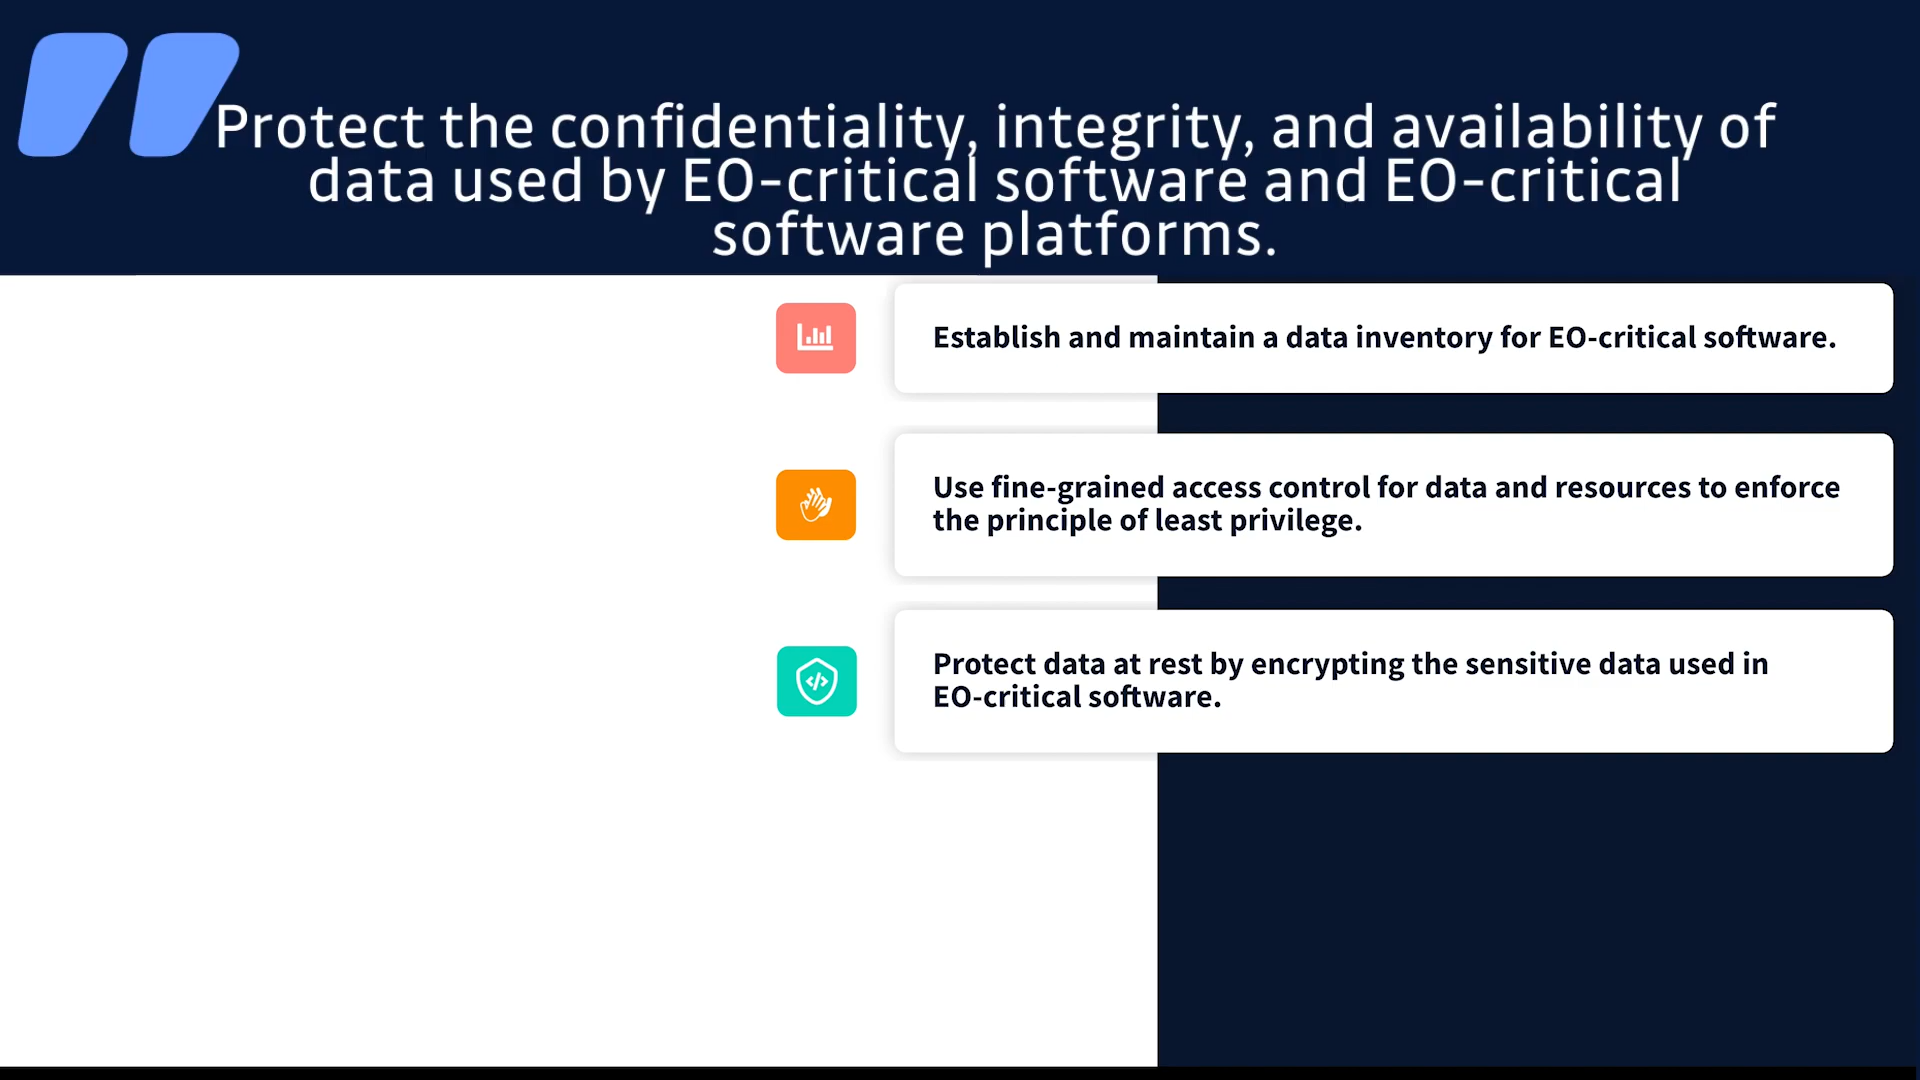 Protect the confidentiality, integrity, and availability of
data used by EO-critical software and EO-critical
software platforms.
Establish and maintain a data inventory for EO-critical software.
Use fine-grained access control for data and resources to enforce
the principle of least privilege.
Protect data at rest by encrypting the sensitive data used in
EO-critical software.